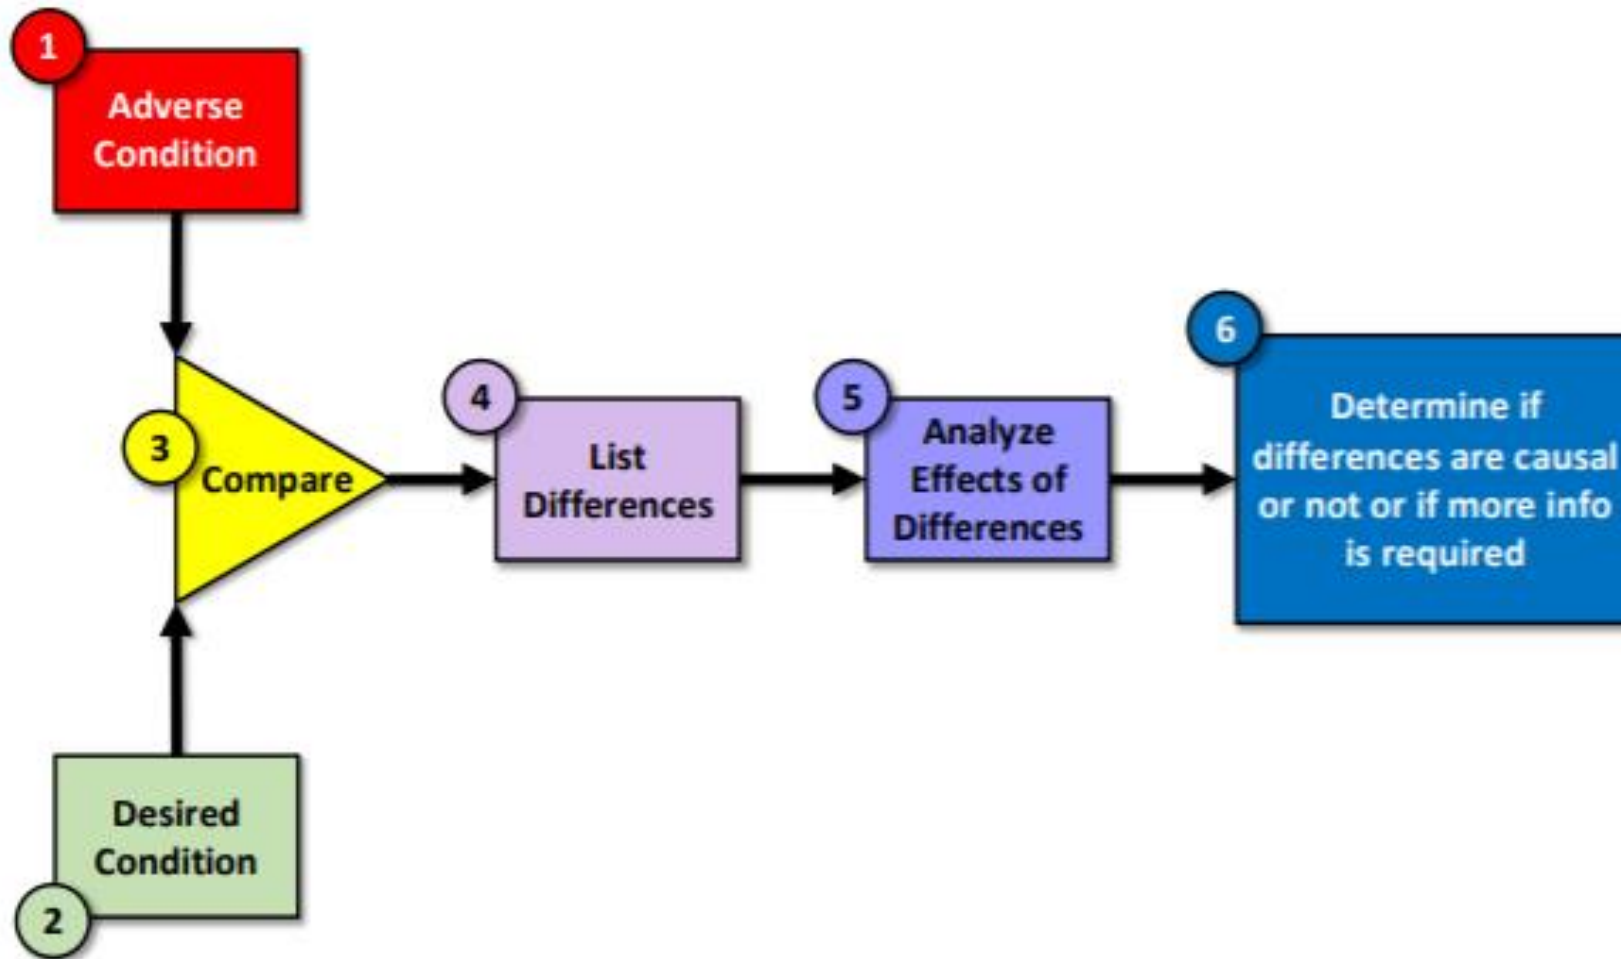 1
Adverse
Condition
3
Compare
4
List
Differences
5
Analyze
Effects of
Differences
6
Determine if
differences are causal
or not or if more info
is required
Desired
Condition
2